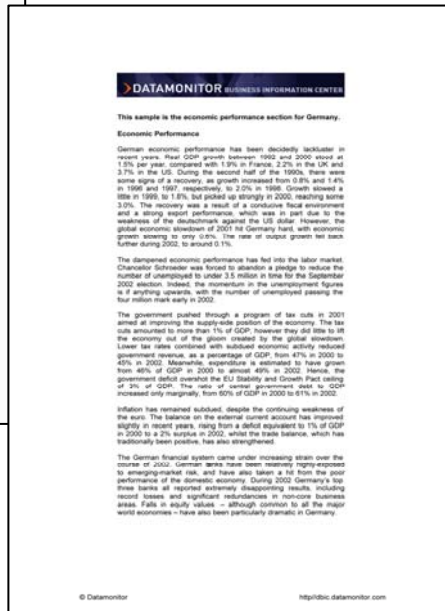 DATAMONITOR BUSINESS INFORMATION CENTER
This sample is the economic performance section for Germany.
Economic Performance
German economic performance has been decidedly lackluster in
recent years. Real GDP growth between 1992 and 2000 stood at
1.5% per year, compared with 1.9% in France, 2.2% in the UK and
3.7% in the US. During the second half of the 1990s, there were
some signs of a recovery, as growth increased from 0.8% and 1.4%
in 1996 and 1997, respectively, to 2.0% in 1998. Growth slowed a
little in 1999, to 1.8%, but picked up strongly in 2000, reaching some
3.0%. The recovery was a result of a conducive fiscal environment
and a strong export performance, which was in part due to the
weakness of the deutschmark against the US dollar. However, the
global economic slowdown of 2001 hit Germany hard, with economic
growth slowing to only 0.6%. The rate of output growth fell back
further during 2002, to around 0.1%.
The dampened economic performance has fed into the labor market.
Chancellor Schroeder was forced to abandon a pledge to reduce the
number of unemployed to under 3.5 million in time for the September
2002 election. Indeed, the momentum in the unemployment figures
is if anything upwards, with the number of unemployed passing the
four million mark early in 2002.
The government pushed through a program of tax cuts in 2001
aimed at improving the supply-side position of the economy. The tax
cuts amounted to more than 1% of GDP, however they did little to lift
the economy out of the gloom created by the global slowdown.
Lower tax rates combined with subdued economic activity reduced
government revenue, as a percentage of GDP, from 47% in 2000 to
45% in 2002. Meanwhile, expenditure is estimated to have grown
from 46% of GDP in 2000 to almost 49% in 2002. Hence, the
government deficit overshot the EU Stability and Growth Pact ceiling
of 3% of GDP. The ratio of central government debt to GDP
increased only marginally, from 60% of GDP in 2000 to 61% in 2002.
Inflation has remained subdued, despite the continuing weakness of
the euro. The balance on the external current account has improved
slightly in recent years, rising from a deficit equivalent to 1% of GDP
in 2000 to a 2% surplus in 2002, whilst the trade balance, which has
traditionally been positive, has also strengthened.
The German financial system came under increasing strain over the
course of 2002. German banks have been relatively highly-exposed
to emerging-market risk, and have also taken a hit from the poor
performance of the domestic economy. During 2002 Germany's top
three banks all reported extremely disappointing results, including
record losses and significant redundancies in non-core business
areas. Falls in equity values – although common to all the major
world economies – have also been particularly dramatic in Germany.
© Datamonitor
http//dbic.datamonitor.com